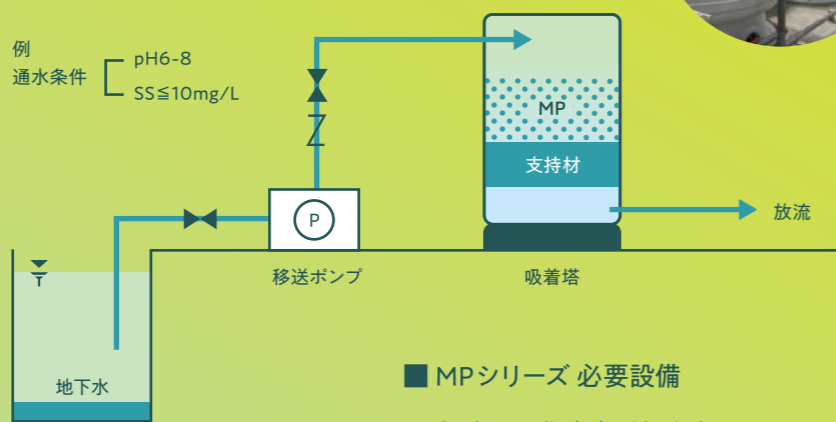 例
通水条件
pH6-8
SS≦10mg/L
MP
支持材
P
放流
移送ポンプ
吸着塔
地下水
■ MPシリーズ 必要設備